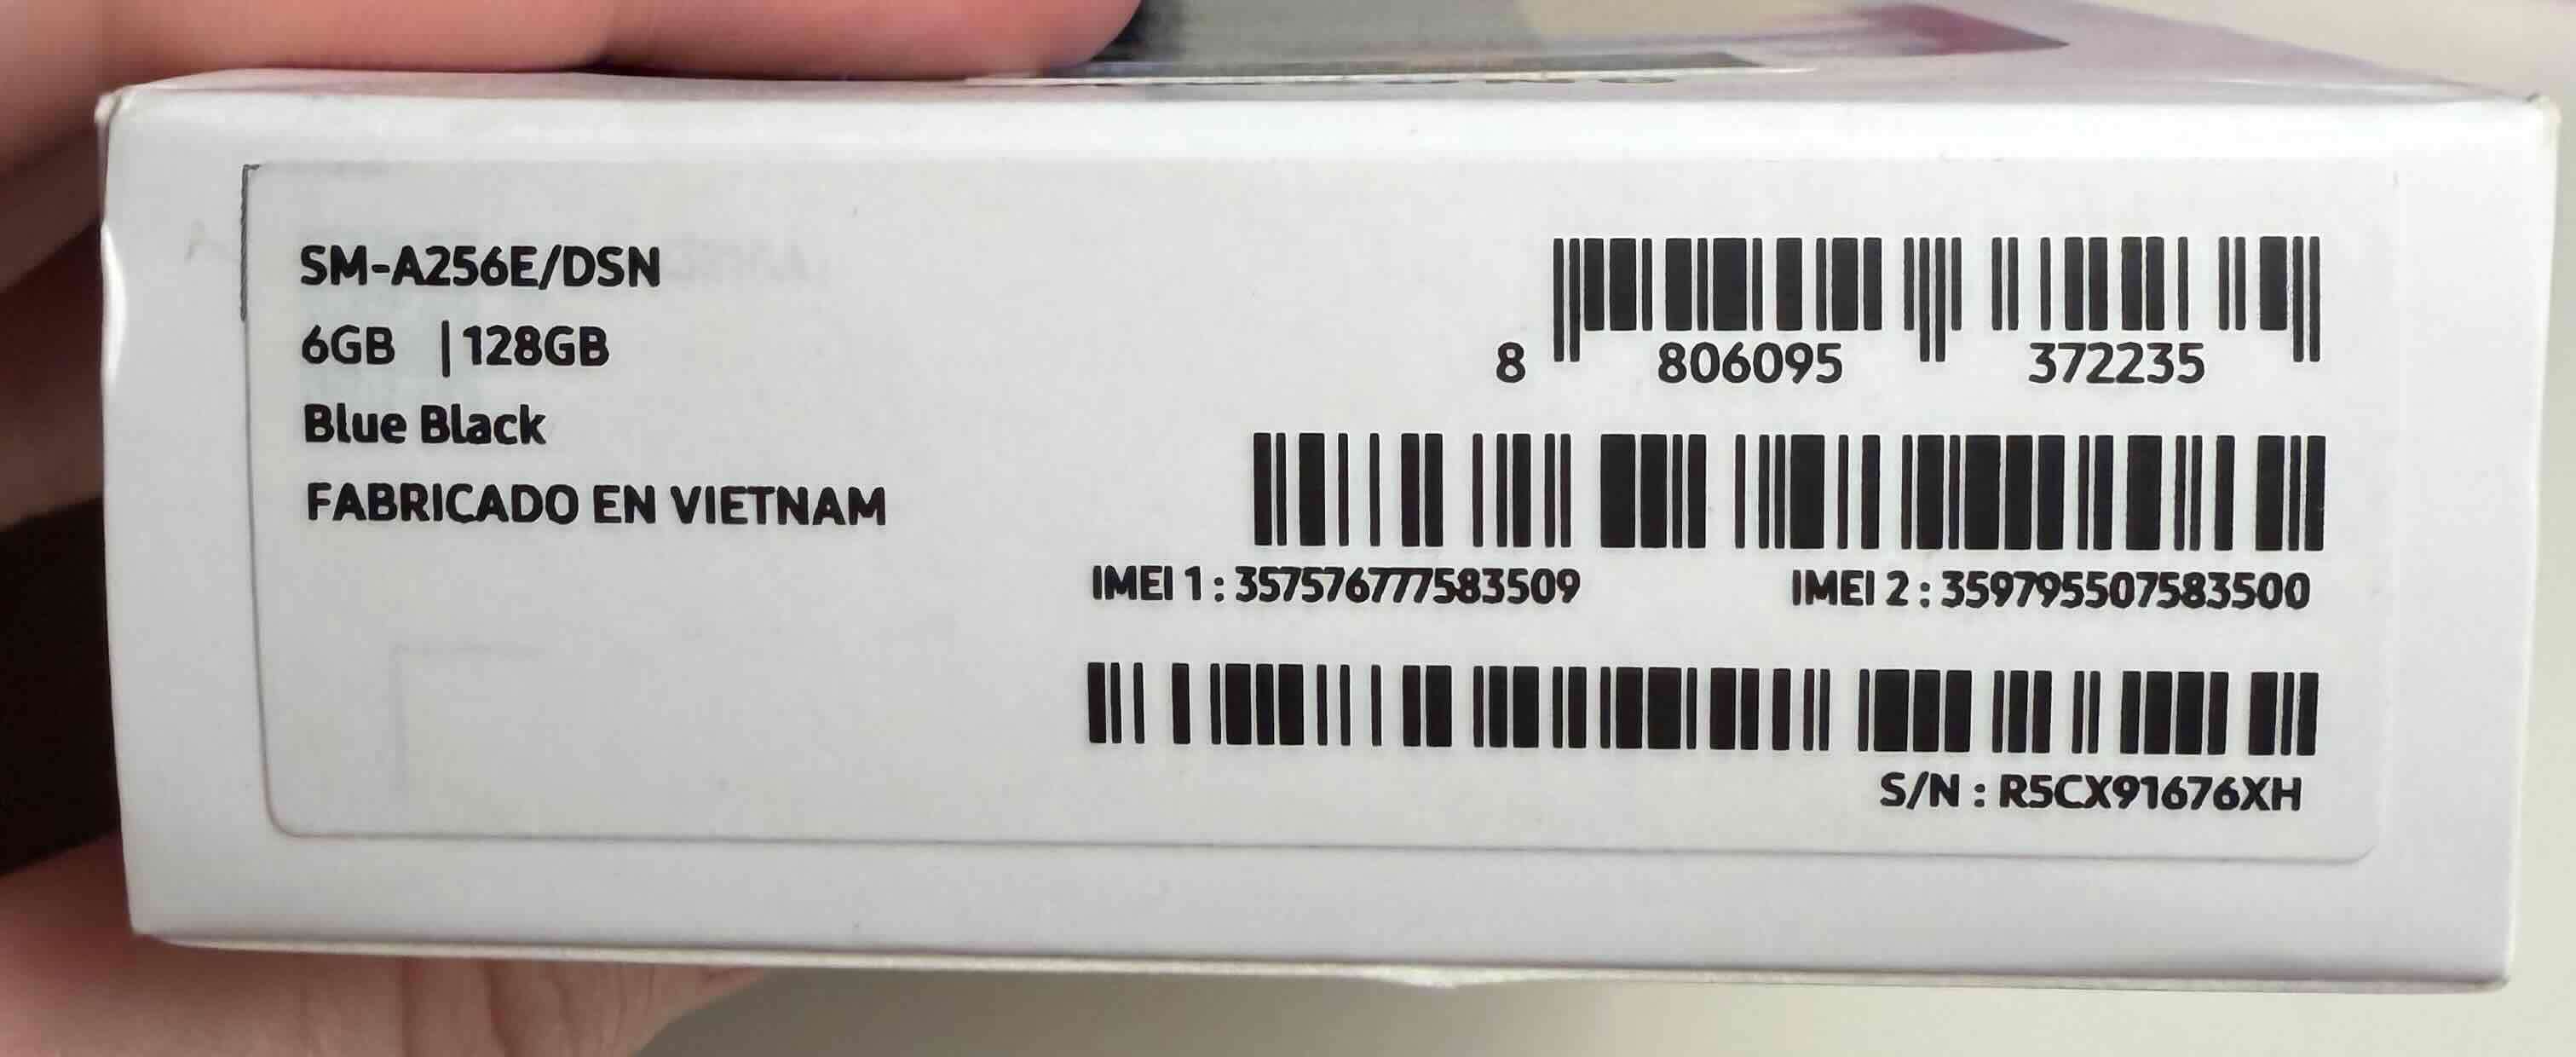 SM-A256E/DSN
6GB | 128GB
Blue Black
FABRICADO EN VIETNAM
8 806095 372235
IMEI 1 : 357576777583509
IMEI 2 : 359795507583500
S/N : R5CX91676XH